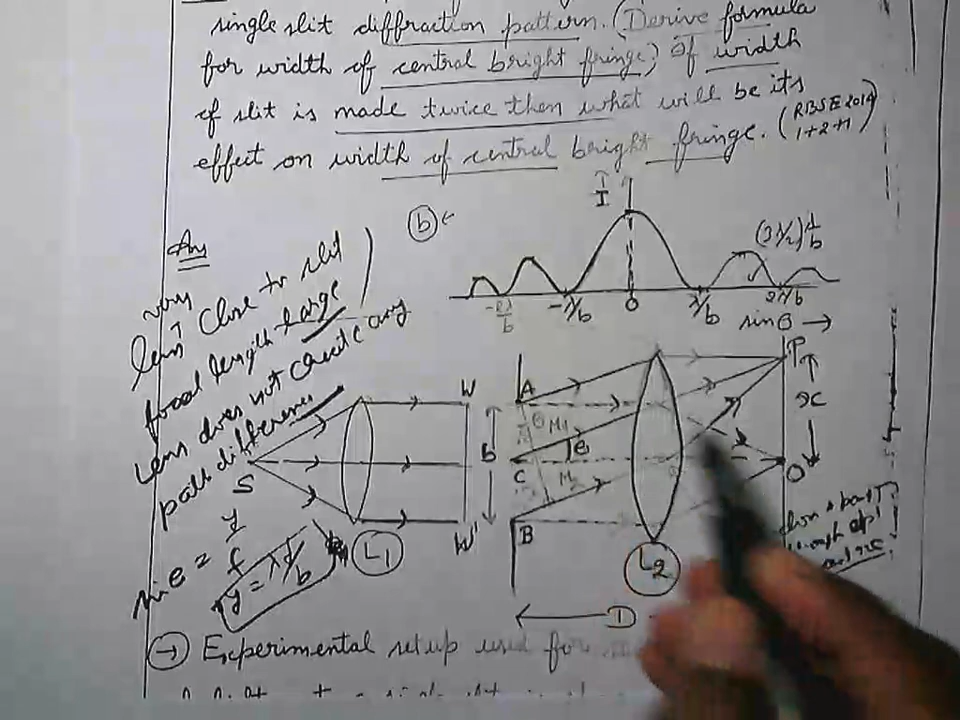 single slit diffraction pattern. (Derive formula
for width of central bright fringe) If width
of slit is made twice then what will be its
effect on width of central bright fringe. (RBSE 2019
1+2+1)
(b)
I
(3λ/2) λ/b
-2λ/b
-λ/b
0
λ/b
2λ/b
sinθ →
Ans
very
lens Close to slit
focal length large
Lens does not create any
path difference
sin θ = y/f
y = λf/b
S
L1
W
W'
b
A
θ
M1
C
θ
M2
B
L2
P
x
O
D
→ Experimental setup used for